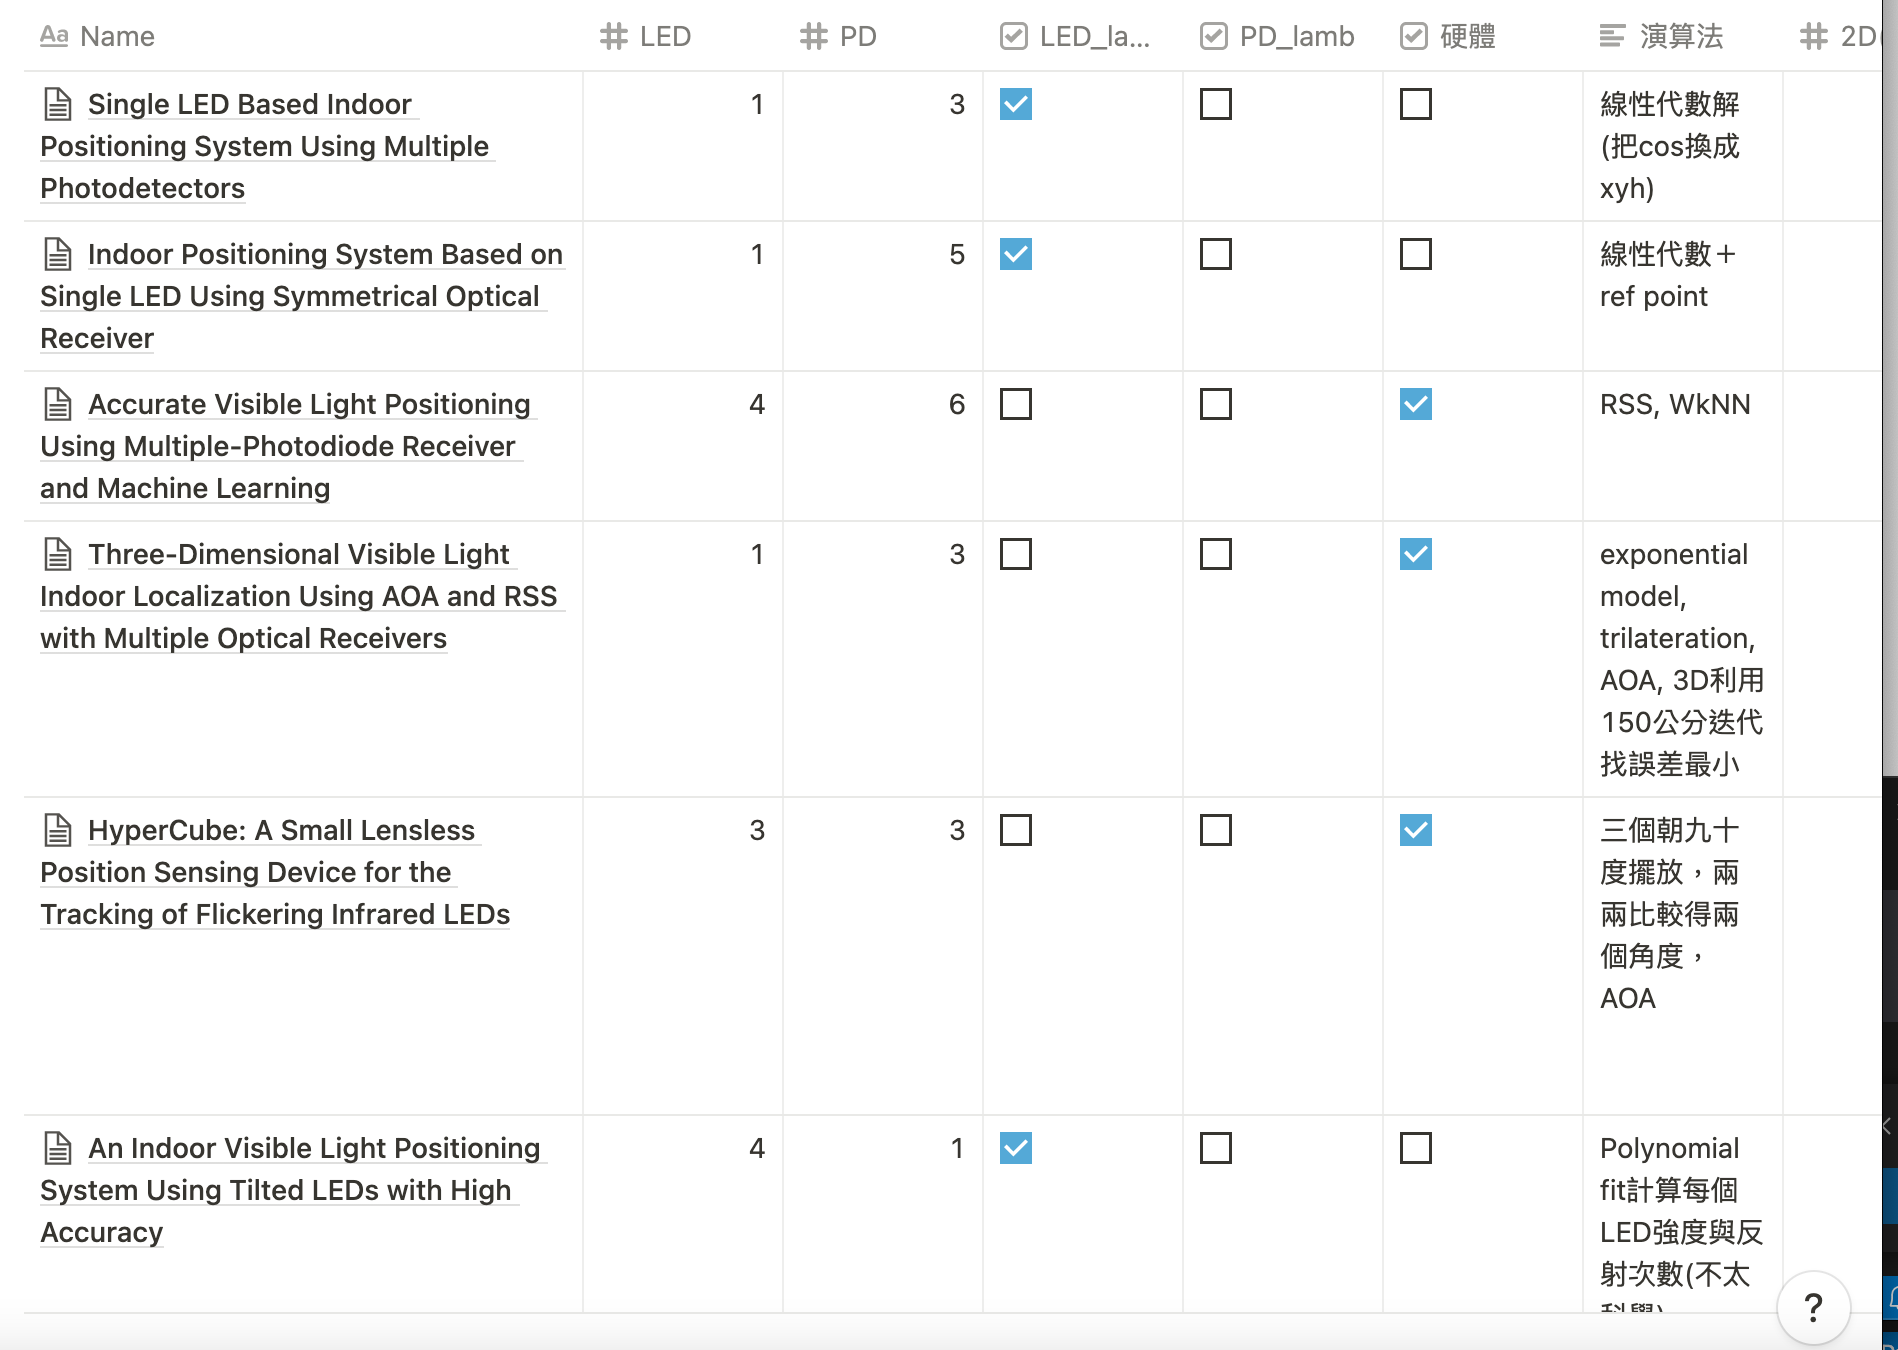 Aa Name
# LED
# PD
LED_la...
PD_lamb
硬體
演算法
# 2D
Single LED Based Indoor
Positioning System Using Multiple
Photodetectors
1
3
線性代數解
(把cos換成
xyh)
Indoor Positioning System Based on
Single LED Using Symmetrical Optical
Receiver
1
5
線性代數＋
ref point
Accurate Visible Light Positioning
Using Multiple-Photodiode Receiver
and Machine Learning
4
6
RSS, WkNN
Three-Dimensional Visible Light
Indoor Localization Using AOA and RSS
with Multiple Optical Receivers
1
3
exponential
model,
trilateration,
AOA, 3D利用
150公分迭代
找誤差最小
HyperCube: A Small Lensless
Position Sensing Device for the
Tracking of Flickering Infrared LEDs
3
3
三個朝九十
度擺放，兩
兩比較得兩
個角度，
AOA
An Indoor Visible Light Positioning
System Using Tilted LEDs with High
Accuracy
4
1
Polynomial
fit計算每個
LED強度與反
射次數(不太
?